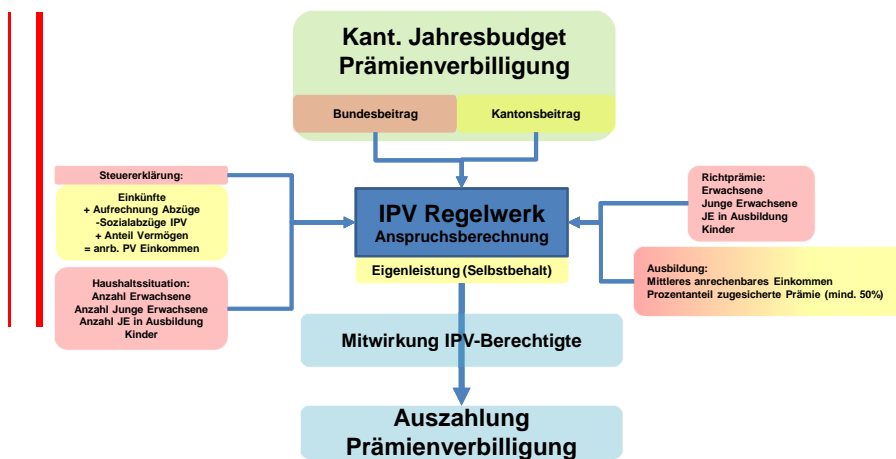 Kant. Jahresbudget
Prämienverbilligung
Bundesbeitrag
Kantonsbeitrag
Steuererklärung:
Einkünfte
+ Aufrechnung Abzüge
-Sozialabzüge IPV
+ Anteil Vermögen
= anrb. PV Einkommen
Haushaltssituation:
Anzahl Erwachsene
Anzahl Junge Erwachsene
Anzahl JE in Ausbildung
Kinder
IPV Regelwerk
Anspruchsberechnung
Eigenleistung (Selbstbehalt)
Richtprämie:
Erwachsene
Junge Erwachsene
JE in Ausbildung
Kinder
Ausbildung:
Mittleres anrechenbares Einkommen
Prozentanteil zugesicherte Prämie (mind. 50%)
Mitwirkung IPV-Berechtigte
Auszahlung
Prämienverbilligung